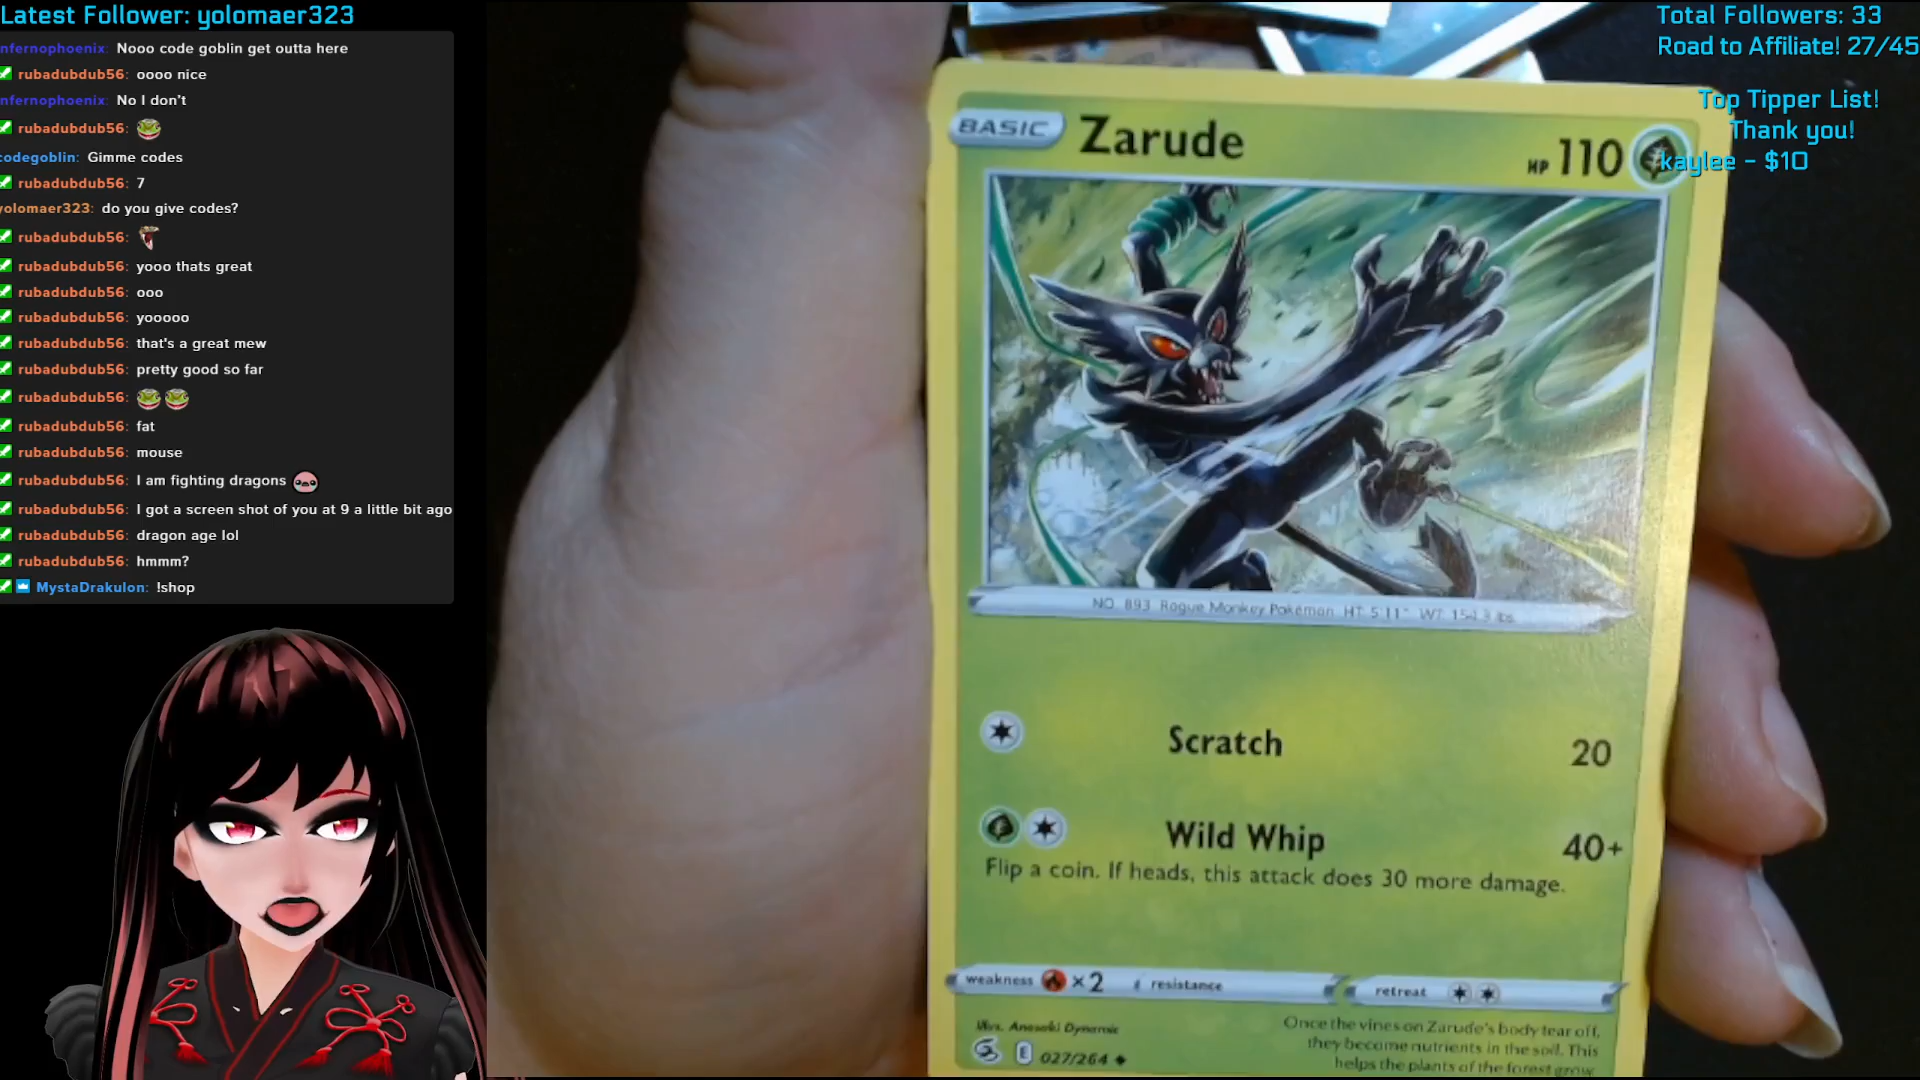 Latest Follower: yolomaer323
nfernophoenix: Nooo code goblin get outta here
rubadubdub56: oooo nice
nfernophoenix: No I don't
rubadubdub56:
codegoblin: Gimme codes
rubadubdub56: 7
yolomaer323: do you give codes?
rubadubdub56:
rubadubdub56: yooo thats great
rubadubdub56: ooo
rubadubdub56: yooooo
rubadubdub56: that's a great mew
rubadubdub56: pretty good so far
rubadubdub56:
rubadubdub56: fat
rubadubdub56: mouse
rubadubdub56: I am fighting dragons
rubadubdub56: I got a screen shot of you at 9 a little bit ago
rubadubdub56: dragon age lol
rubadubdub56: hmmm?
MystaDrakulon: !shop
Total Followers: 33
Road to Affiliate! 27/45
Top Tipper List!
Thank you!
kaylee - $10
BASIC Zarude HP 110
NO. 893 Rogue Monkey Pokémon HT: 5'11" WT: 154.3 lbs.
Scratch 20
Wild Whip 40+
Flip a coin. If heads, this attack does 30 more damage.
weakness ×2 resistance retreat
Illus. Anesaki Dynamic
E 027/264
Once the vines on Zarude's body tear off,
they become nutrients in the soil. This
helps the plants of the forest grow.